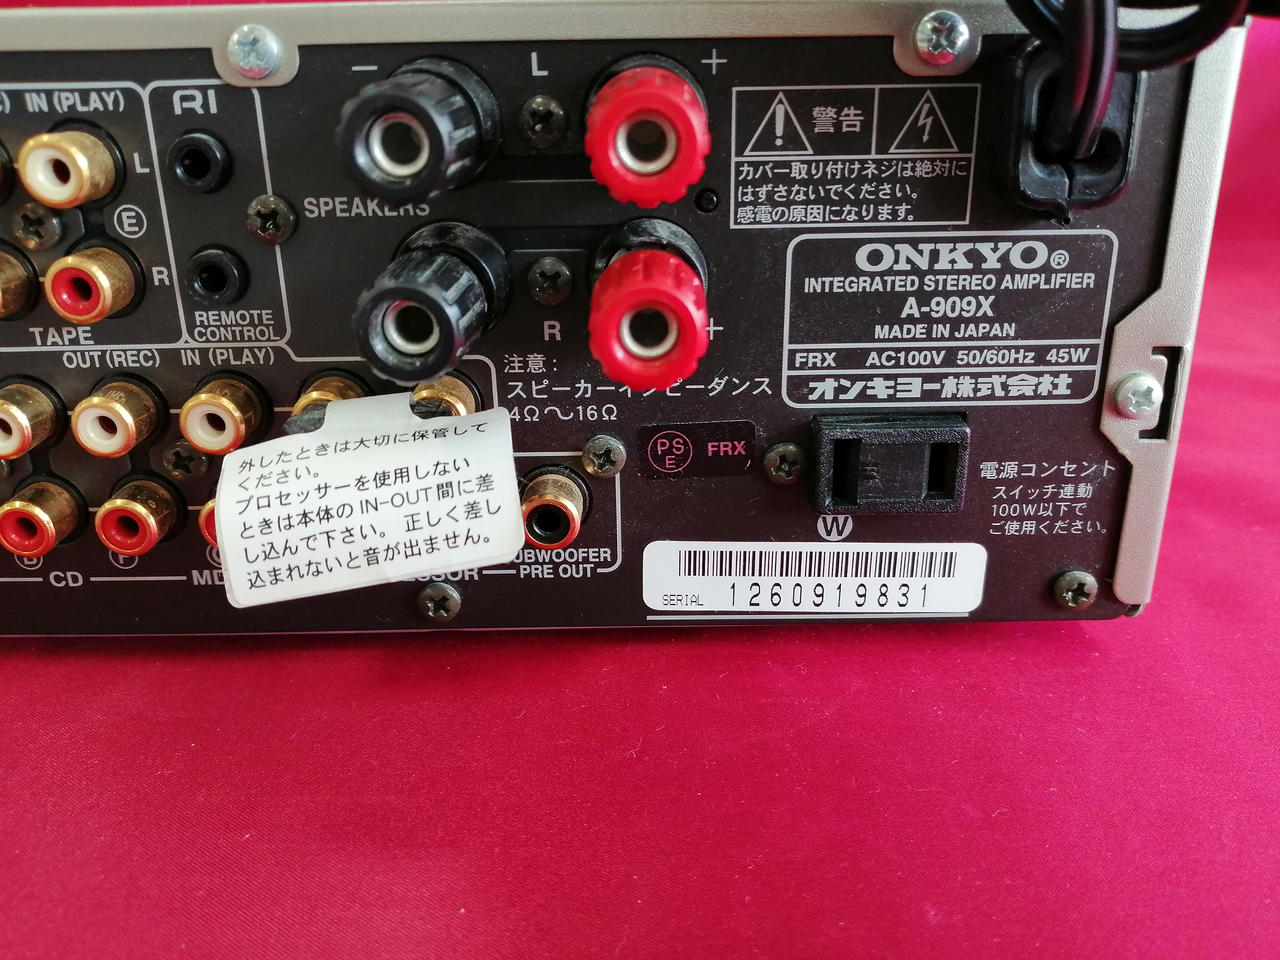 IN (PLAY)
L
E
R
TAPE
RI
REMOTE
CONTROL
OUT (REC)
IN (PLAY)
−
L
+
SPEAKERS
R
+
注意:
スピーカーインピーダンス
4Ω〜16Ω
警告
カバー取り付けネジは絶対に
はずさないでください。
感電の原因になります。
ONKYO®
INTEGRATED STEREO AMPLIFIER
A-909X
MADE IN JAPAN
FRX AC100V 50/60Hz 45W
オンキヨー株式会社
PS
E
FRX
電源コンセント
スイッチ連動
100W以下で
ご使用ください。
W
外したときは大切に保管して
ください。
プロセッサーを使用しない
ときは本体の IN-OUT間に差
し込んで下さい。 正しく差し
込まれないと音が出ません。
CD
F
MD
SUBWOOFER
PRE OUT
SERIAL 1260919831